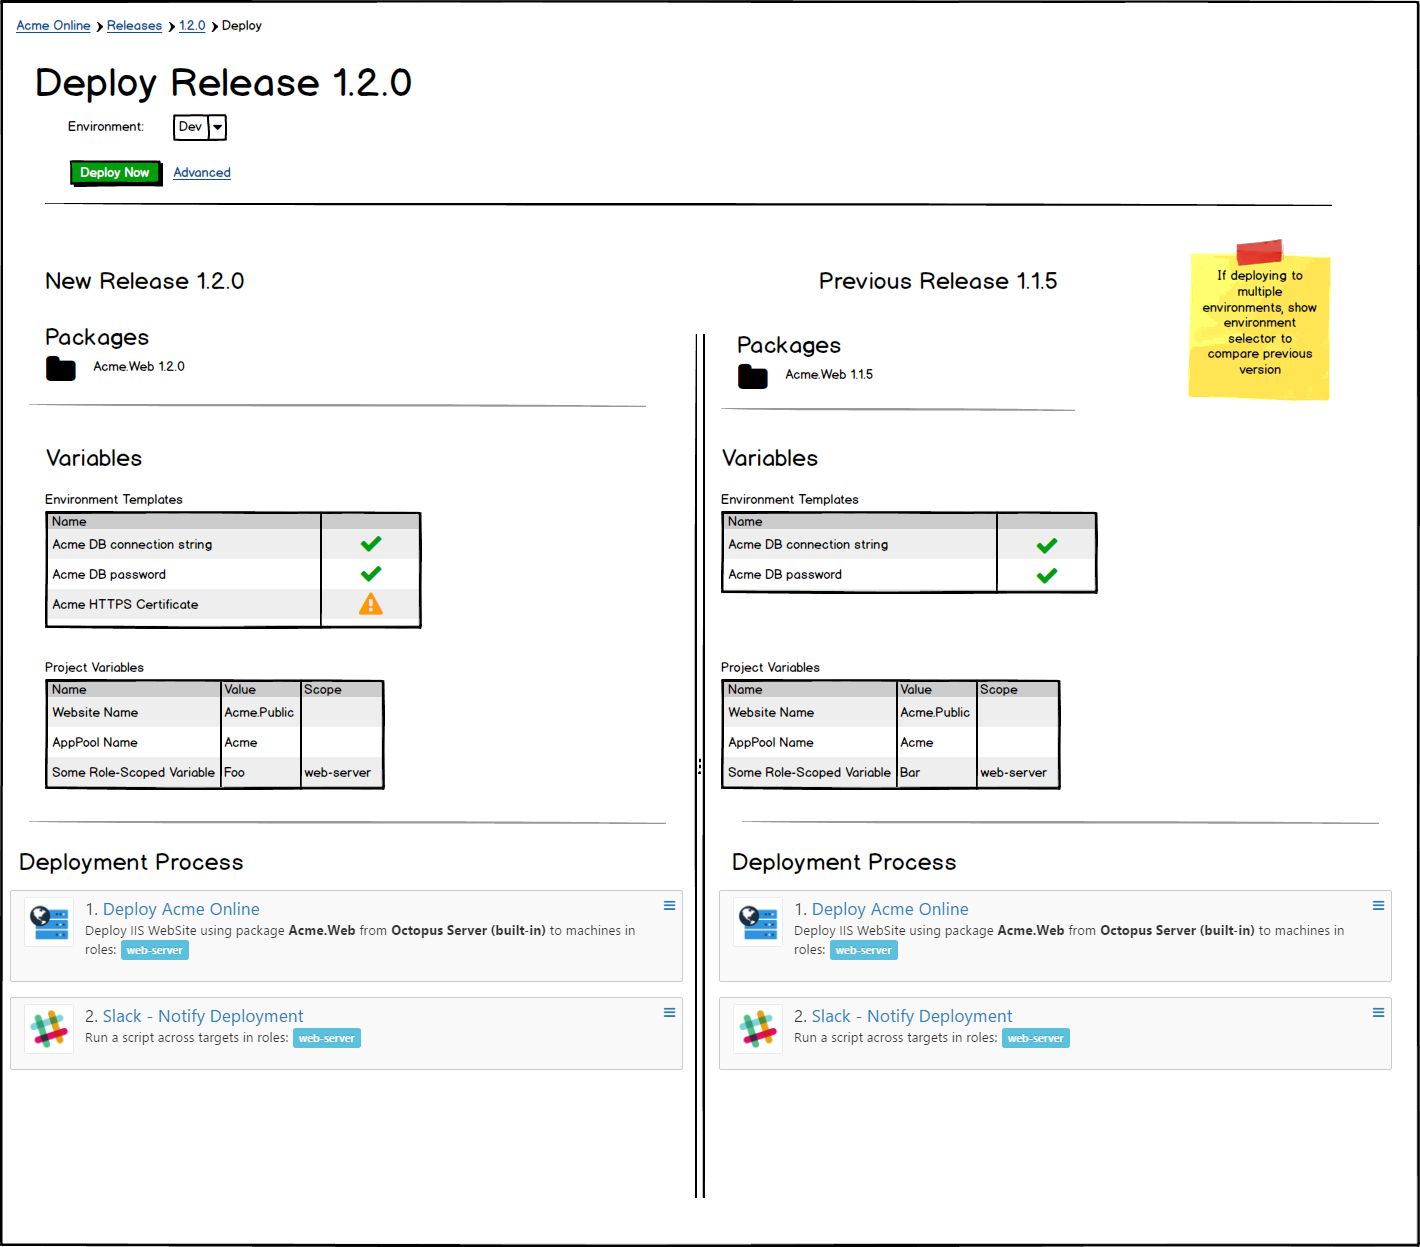 Acme Online > Releases > 1.2.0 > Deploy
Deploy Release 1.2.0
Environment: Dev
Deploy Now Advanced
New Release 1.2.0
Packages
Acme.Web 1.2.0
Variables
Environment Templates
Name
Acme DB connection string
Acme DB password
Acme HTTPS Certificate
Project Variables
Name Value Scope
Website Name Acme.Public
AppPool Name Acme
Some Role-Scoped Variable Foo web-server
Deployment Process
1. Deploy Acme Online
Deploy IIS WebSite using package Acme.Web from Octopus Server (built-in) to machines in
roles: web-server
2. Slack - Notify Deployment
Run a script across targets in roles: web-server
Previous Release 1.1.5
If deploying to
multiple
environments, show
environment
selector to
compare previous
version
Packages
Acme.Web 1.1.5
Variables
Environment Templates
Name
Acme DB connection string
Acme DB password
Project Variables
Name Value Scope
Website Name Acme.Public
AppPool Name Acme
Some Role-Scoped Variable Bar web-server
Deployment Process
1. Deploy Acme Online
Deploy IIS WebSite using package Acme.Web from Octopus Server (built-in) to machines in
roles: web-server
2. Slack - Notify Deployment
Run a script across targets in roles: web-server